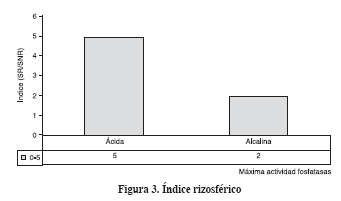 6
5
4
3
2
1
0
Indice (SR/SNR)
Ácida
Alcalina
0-5
5
2
Máxima actividad fosfatasas
Figura 3. Índice rizosférico